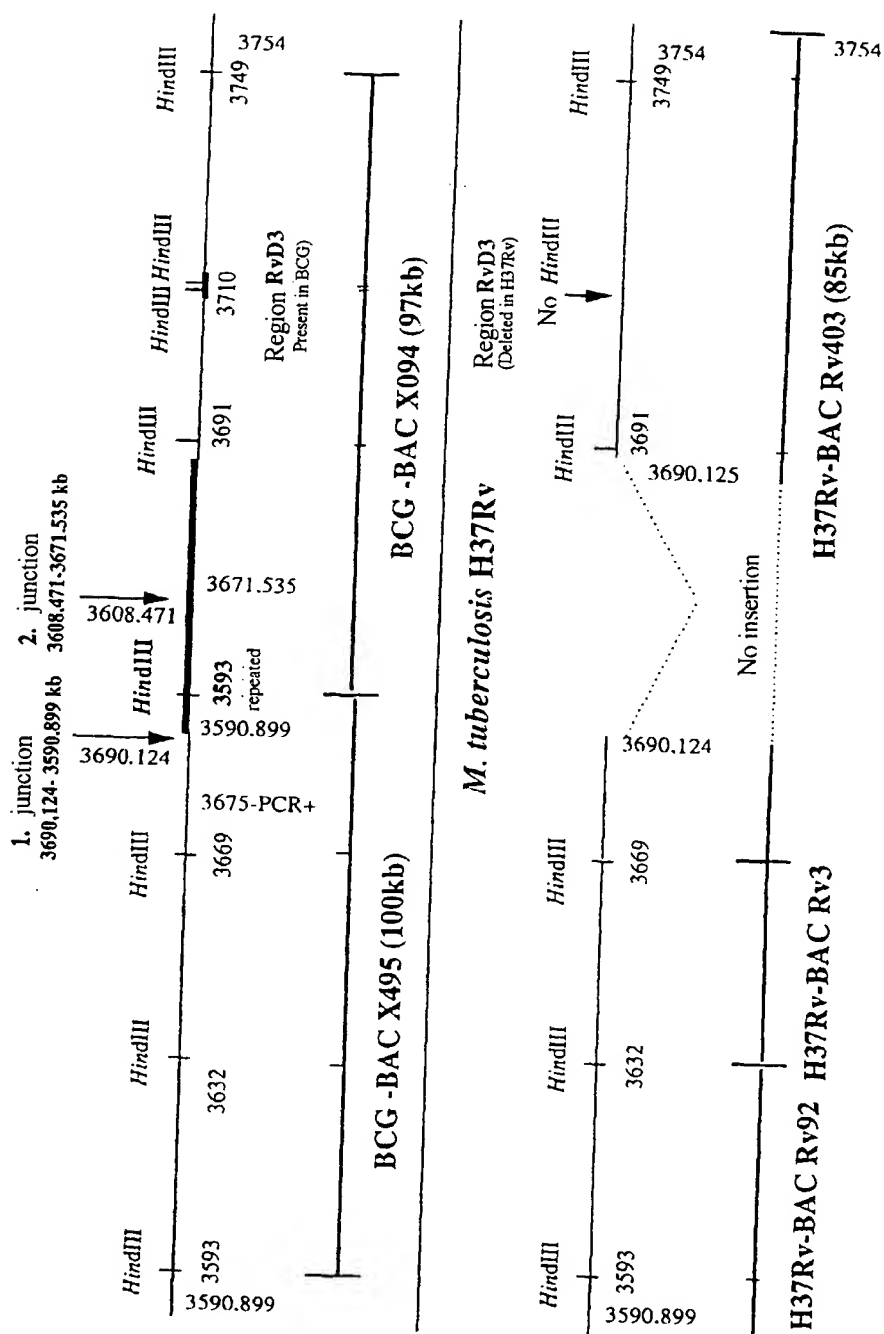 1. junction
3690,124- 3590.899 kb
2. junction
3608.471-3671.535 kb
3690.124
3608.471
HindIII
HindIII
HindIII
HindIII
HindIII
HindIII HindIII
HindIII
3590.899
3593
3632
3669
3675-PCR+
3590.899
3593
repeated
3671.535
3691
3710
3749
3754
Region RvD3
Present in BCG)
BCG -BAC X495 (100kb)
BCG -BAC X094 (97kb)
M. tuberculosis H37Rv
Region RvD3
(Deleted in H37Rv)
No HindIII
HindIII
HindIII
HindIII
HindIII
HindIII
3590.899
3593
3632
3669
3690.124
3690.125
3691
3749
3754
No insertion
3754
H37Rv-BAC Rv92
H37Rv-BAC Rv3
H37Rv-BAC Rv403 (85kb)